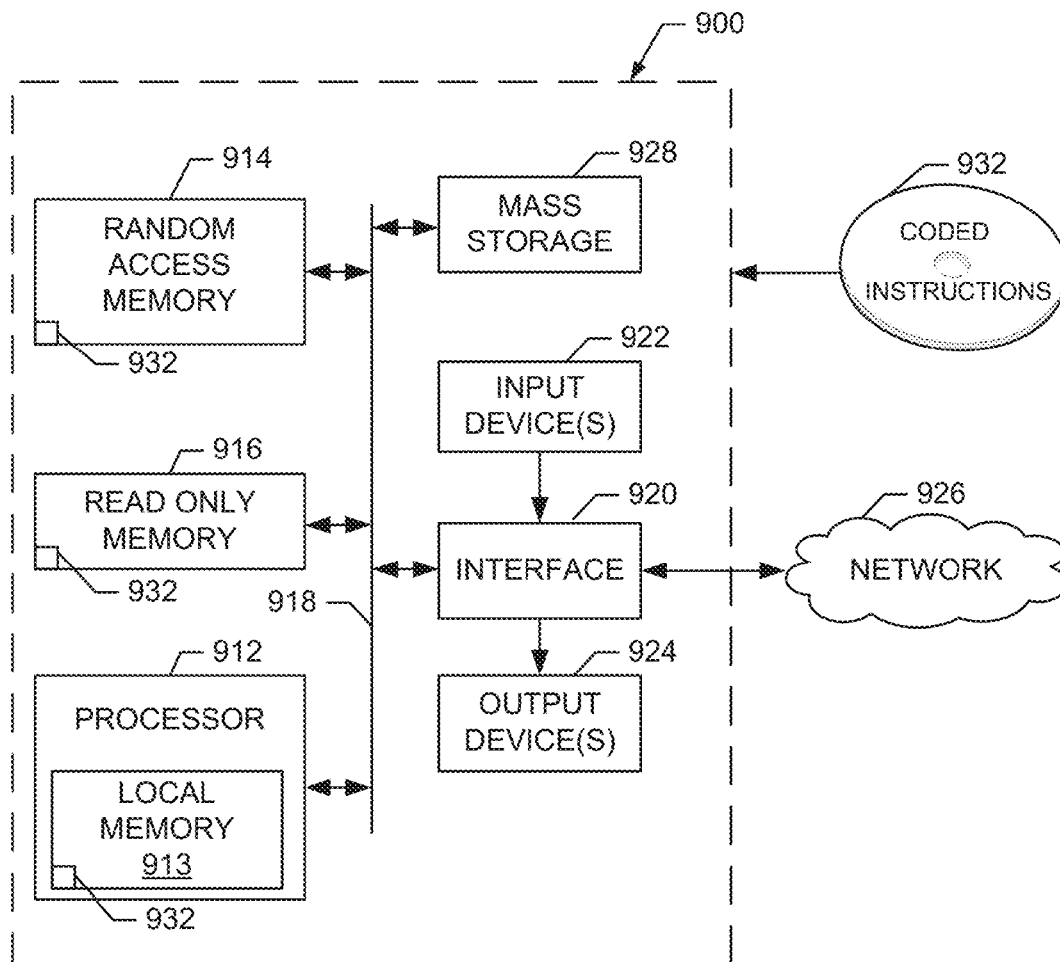 900
914
RANDOM
ACCESS
MEMORY
932
928
MASS
STORAGE
932
CODED
INSTRUCTIONS
922
INPUT
DEVICE(S)
916
READ ONLY
MEMORY
932
920
INTERFACE
926
NETWORK
918
912
PROCESSOR
LOCAL
MEMORY
913
932
924
OUTPUT
DEVICE(S)